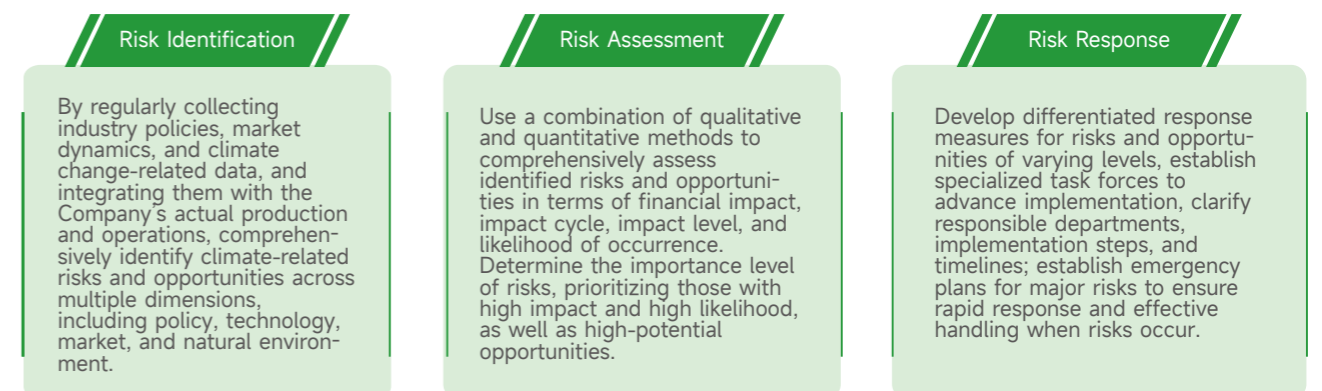 Risk Identification
By regularly collecting
industry policies, market
dynamics, and climate
change-related data, and
integrating them with the
Company's actual production
and operations, comprehen-
sively identify climate-related
risks and opportunities across
multiple dimensions,
including policy, technology,
market, and natural environ-
ment.
Risk Assessment
Use a combination of qualitative
and quantitative methods to
comprehensively assess
identified risks and opportuni-
ties in terms of financial impact,
impact cycle, impact level, and
likelihood of occurrence.
Determine the importance level
of risks, prioritizing those with
high impact and high likelihood,
as well as high-potential
opportunities.
Risk Response
Develop differentiated response
measures for risks and opportu-
nities of varying levels, establish
specialized task forces to
advance implementation, clarify
responsible departments,
implementation steps, and
timelines; establish emergency
plans for major risks to ensure
rapid response and effective
handling when risks occur.